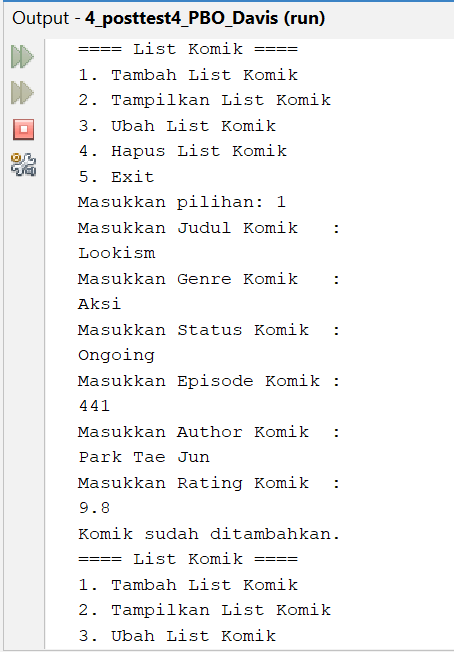 Output - 4_posttest4_PBO_Davis (run)
==== List Komik ====
1. Tambah List Komik
2. Tampilkan List Komik
3. Ubah List Komik
4. Hapus List Komik
5. Exit
Masukkan pilihan: 1
Masukkan Judul Komik   :
Lookism
Masukkan Genre Komik   :
Aksi
Masukkan Status Komik  :
Ongoing
Masukkan Episode Komik :
441
Masukkan Author Komik  :
Park Tae Jun
Masukkan Rating Komik  :
9.8
Komik sudah ditambahkan.
==== List Komik ====
1. Tambah List Komik
2. Tampilkan List Komik
3. Ubah List Komik